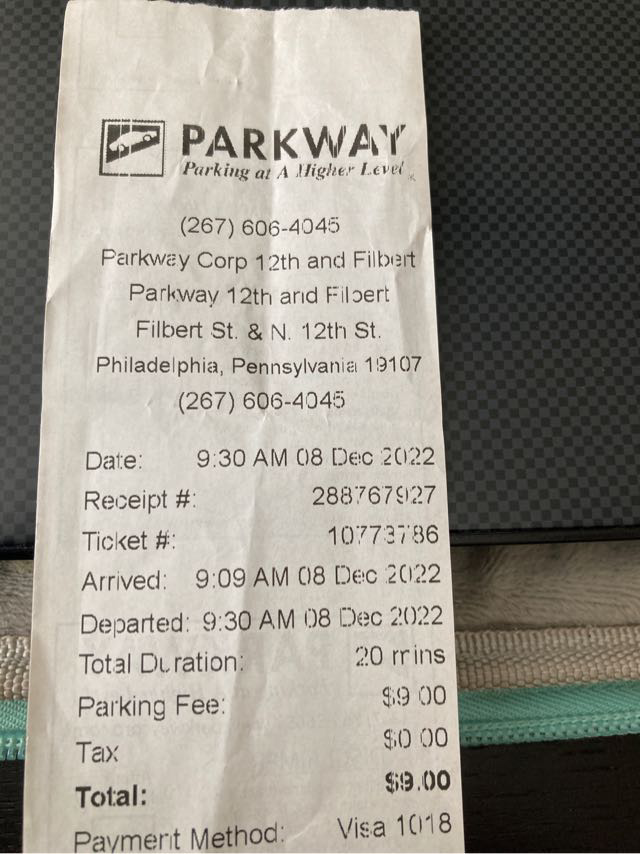 PARKWAY
Parking at A Higher Level
(267) 606-4045
Parkway Corp 12th and Filbert
Parkway 12th and Filbert
Filbert St. & N. 12th St.
Philadelphia, Pennsylvania 19107
(267) 606-4045
Date: 9:30 AM 08 Dec 2022
Receipt #: 288767927
Ticket #: 10773786
Arrived: 9:09 AM 08 Dec 2022
Departed: 9:30 AM 08 Dec 2022
Total Duration: 20 mins
Parking Fee: $9.00
Tax $0.00
Total: $9.00
Payment Method: Visa 1018